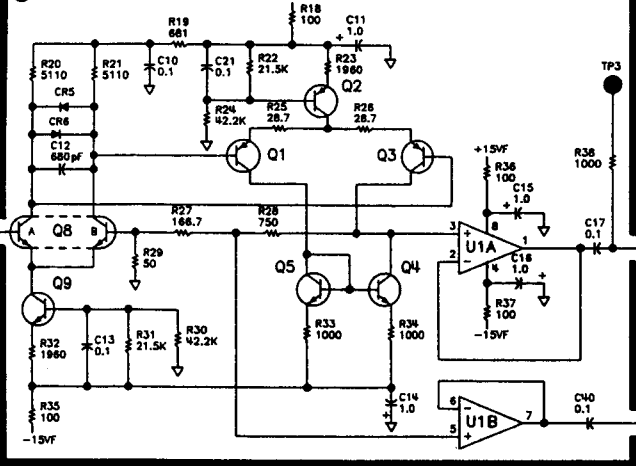 R18
100
R19
681
C11
1.0
+
R20
5110
R21
5110
C10
0.1
C21
0.1
R22
21.5K
R23
1960
TP3
CR5
Q2
CR6
R24
42.2K
R25
28.7
R26
28.7
C12
680pF
Q1
Q3
+15VF
R36
100
R38
1000
C15
1.0
+
A
Q8
B
R27
166.7
R28
750
8
C17
0.1
3
+
U1A
1
2
-
R29
50
4
C16
1.0
+
Q5
Q4
Q9
R37
100
-15VF
C13
0.1
R31
21.5K
R30
42.2K
R33
1000
R34
1000
R32
1960
R35
100
-15VF
C14
1.0
+
6
-
U1B
7
5
+
C40
0.1